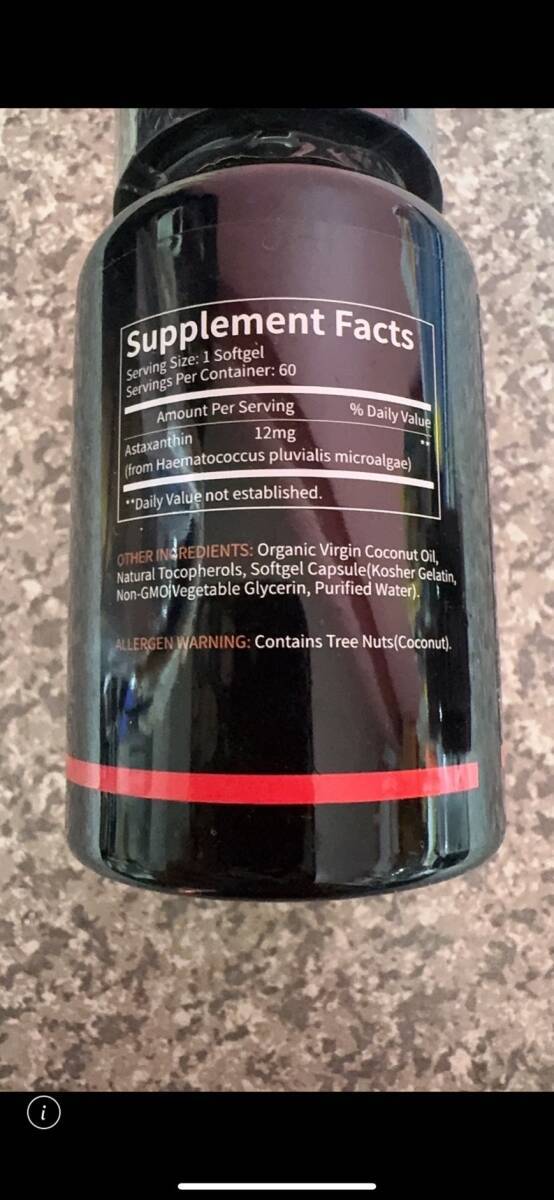 Supplement Facts
Serving Size: 1 Softgel
Servings Per Container: 60
Amount Per Serving % Daily Value
Astaxanthin 12mg **
(from Haematococcus pluvialis microalgae)
**Daily Value not established.
OTHER INGREDIENTS: Organic Virgin Coconut Oil,
Natural Tocopherols, Softgel Capsule(Kosher Gelatin,
Non-GMO Vegetable Glycerin, Purified Water).
ALLERGEN WARNING: Contains Tree Nuts(Coconut).
i